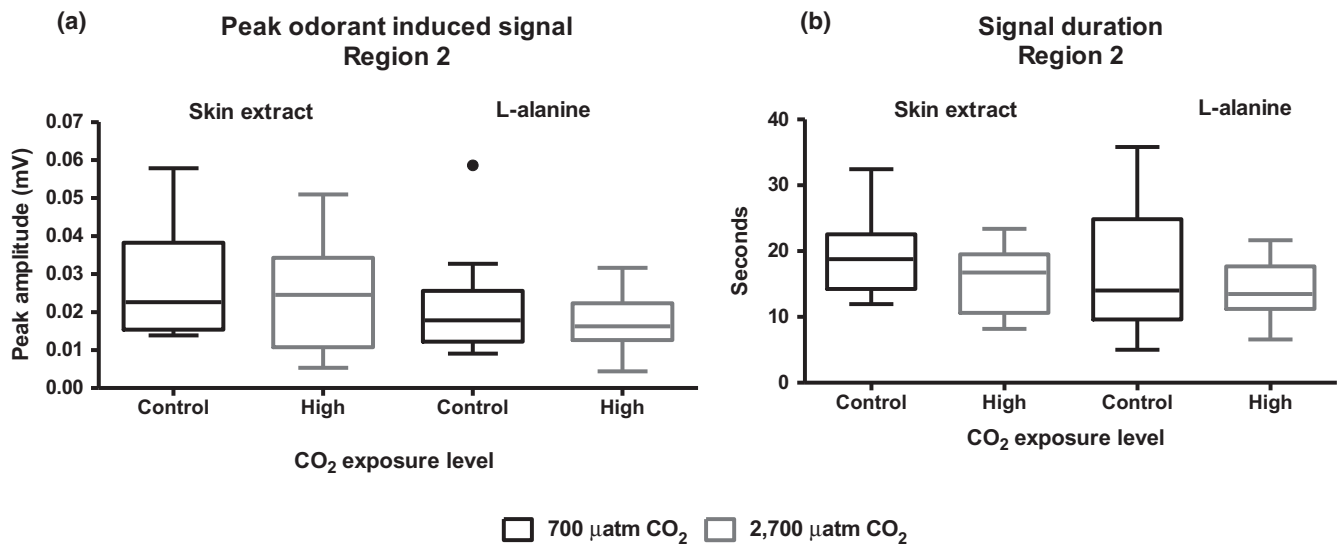 (a)
Peak odorant induced signal
Region 2
Skin extract
L-alanine
Peak amplitude (mV)
0.07
0.06
0.05
0.04
0.03
0.02
0.01
0.00
Control
High
Control
High
CO2 exposure level
(b)
Signal duration
Region 2
Skin extract
L-alanine
Seconds
40
30
20
10
0
Control
High
Control
High
CO2 exposure level
700 μatm CO2
2,700 μatm CO2